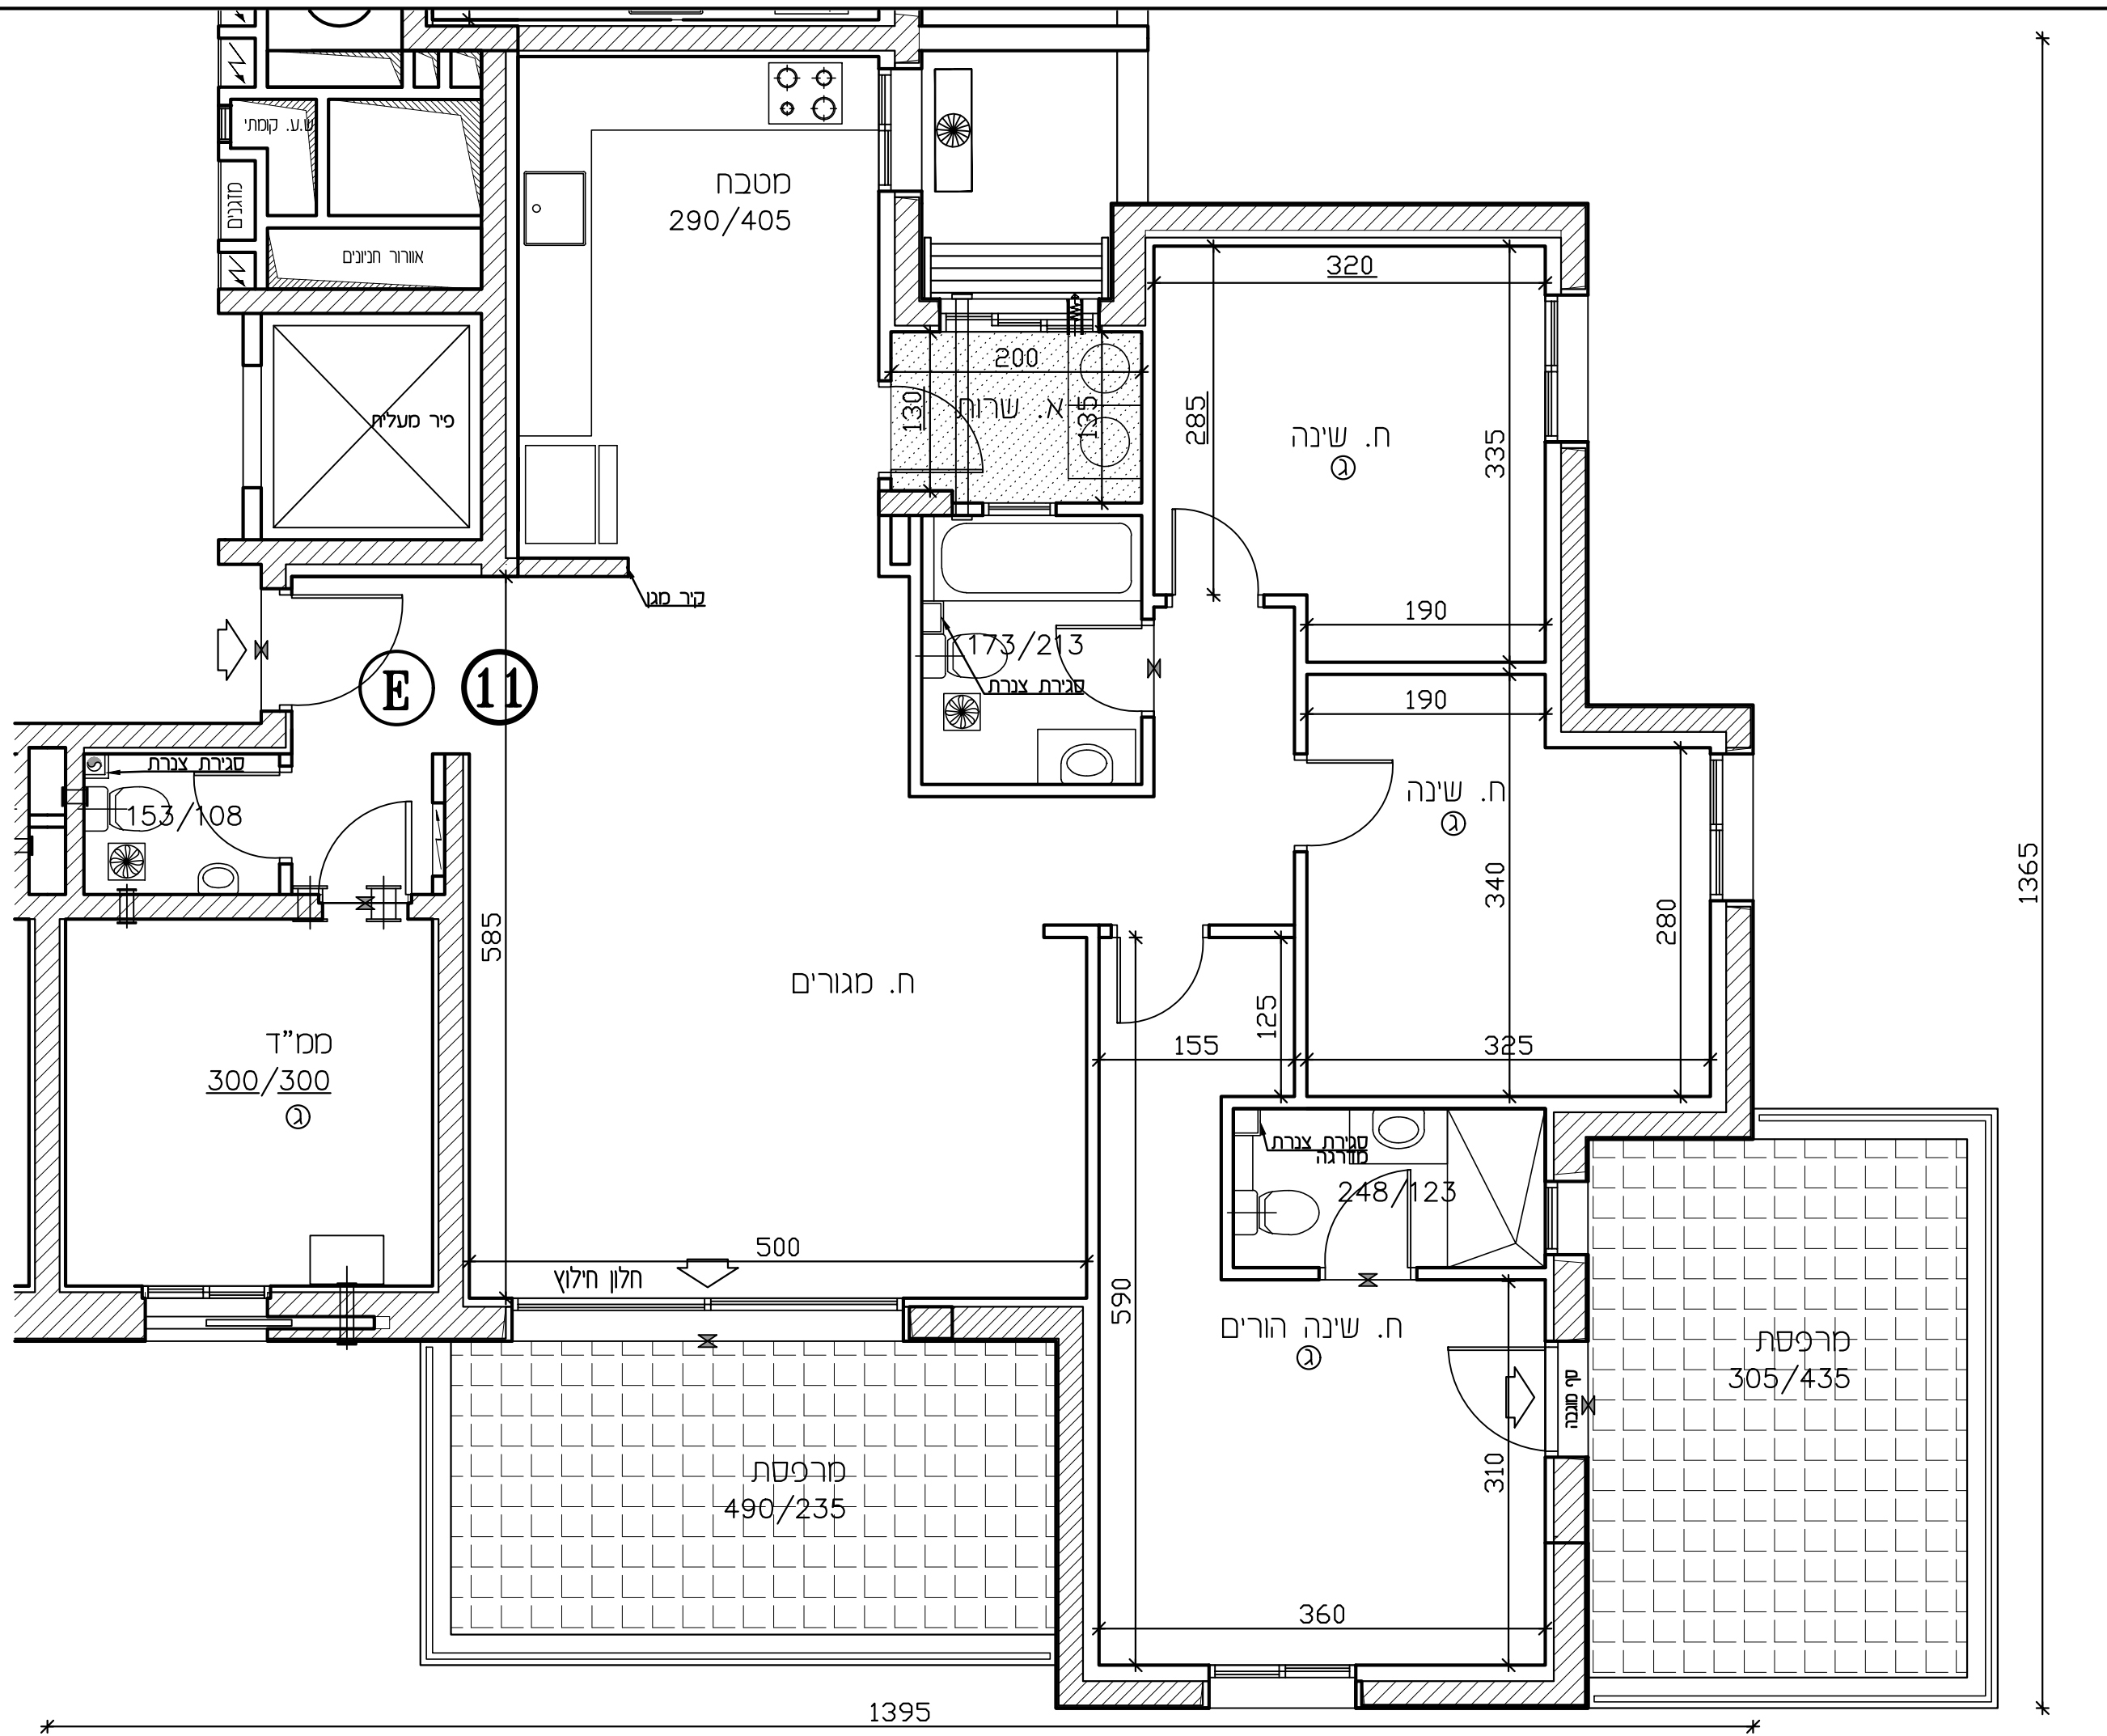 ש.ע. קומתי
מזגנים
אוורור חניונים
פיר מעלית
מטבח
290/405
קיר מגן
200
130
135
א. שרות
320
285
335
ח. שינה
ג
190
173/213
סגירת צנרת
E
11
סגירת צנרת
153/108
190
ח. שינה
ג
340
280
325
585
ח. מגורים
155
125
ממ"ד
300/300
ג
500
חלון חילוץ
סגירת צנרת
מדרגה
248/123
590
ח. שינה הורים
ג
סף מוגבה
310
360
מרפסת
305/435
מרפסת
490/235
1365
1395